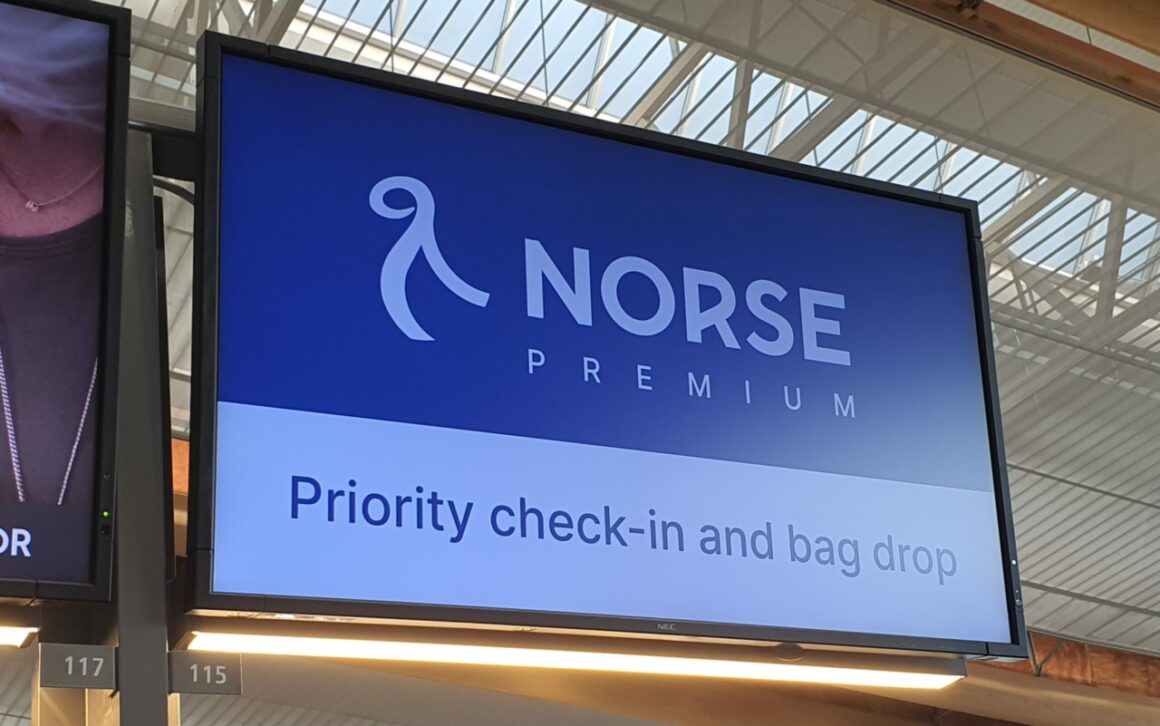 NORSE
PREMIUM
Priority check-in and bag drop
OR
NEC
117
115